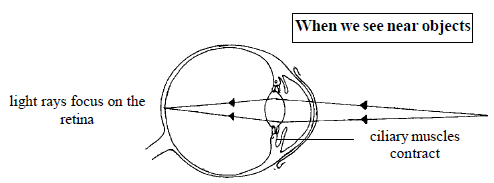 When we see near objects
light rays focus on the
retina
ciliary muscles
contract